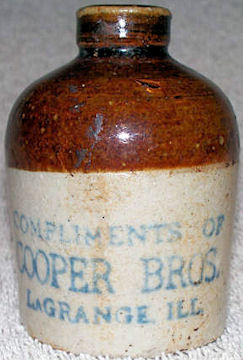 COMPLIMENTS OF
COOPER BROS.
LAGRANGE, ILL.